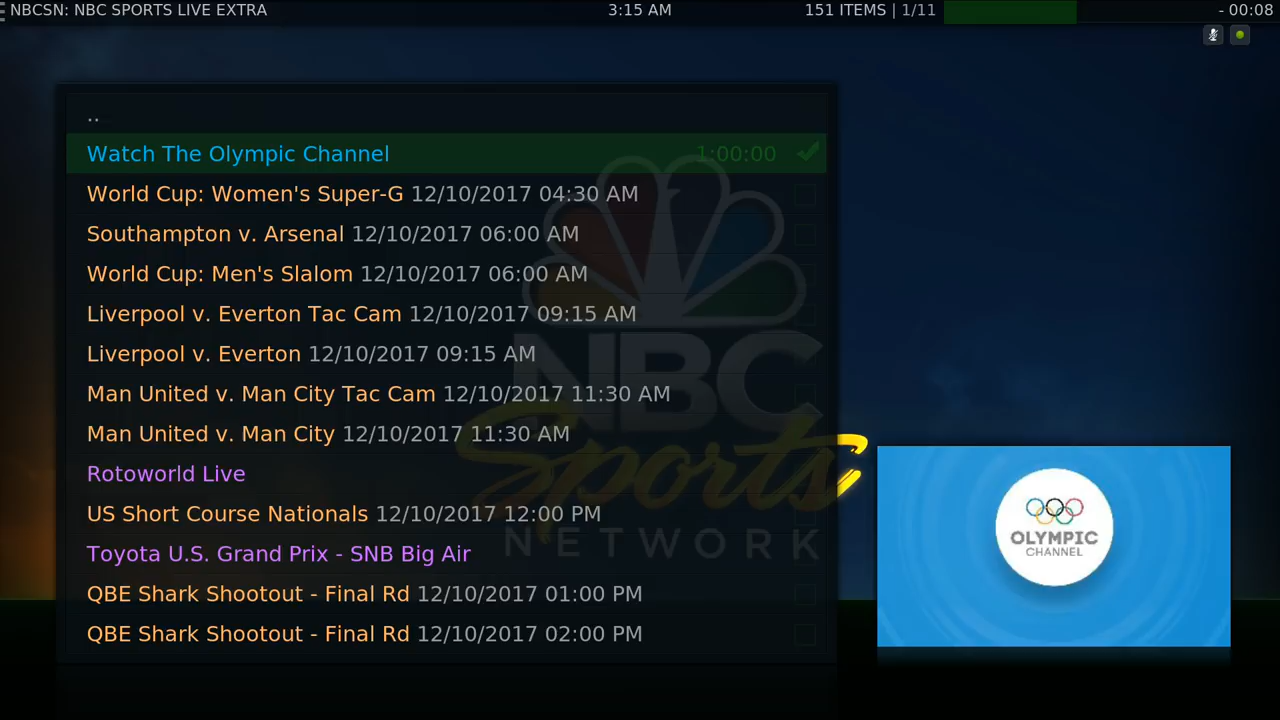 NBCSN: NBC SPORTS LIVE EXTRA 3:15 AM 151 ITEMS | 1/11 - 00:08
..
Watch The Olympic Channel 1:00:00
World Cup: Women's Super-G 12/10/2017 04:30 AM
Southampton v. Arsenal 12/10/2017 06:00 AM
World Cup: Men's Slalom 12/10/2017 06:00 AM
Liverpool v. Everton Tac Cam 12/10/2017 09:15 AM
Liverpool v. Everton 12/10/2017 09:15 AM
Man United v. Man City Tac Cam 12/10/2017 11:30 AM
Man United v. Man City 12/10/2017 11:30 AM
Rotoworld Live
US Short Course Nationals 12/10/2017 12:00 PM
Toyota U.S. Grand Prix - SNB Big Air
QBE Shark Shootout - Final Rd 12/10/2017 01:00 PM
QBE Shark Shootout - Final Rd 12/10/2017 02:00 PM
NBC
Sports
NETWORK
OLYMPIC
CHANNEL